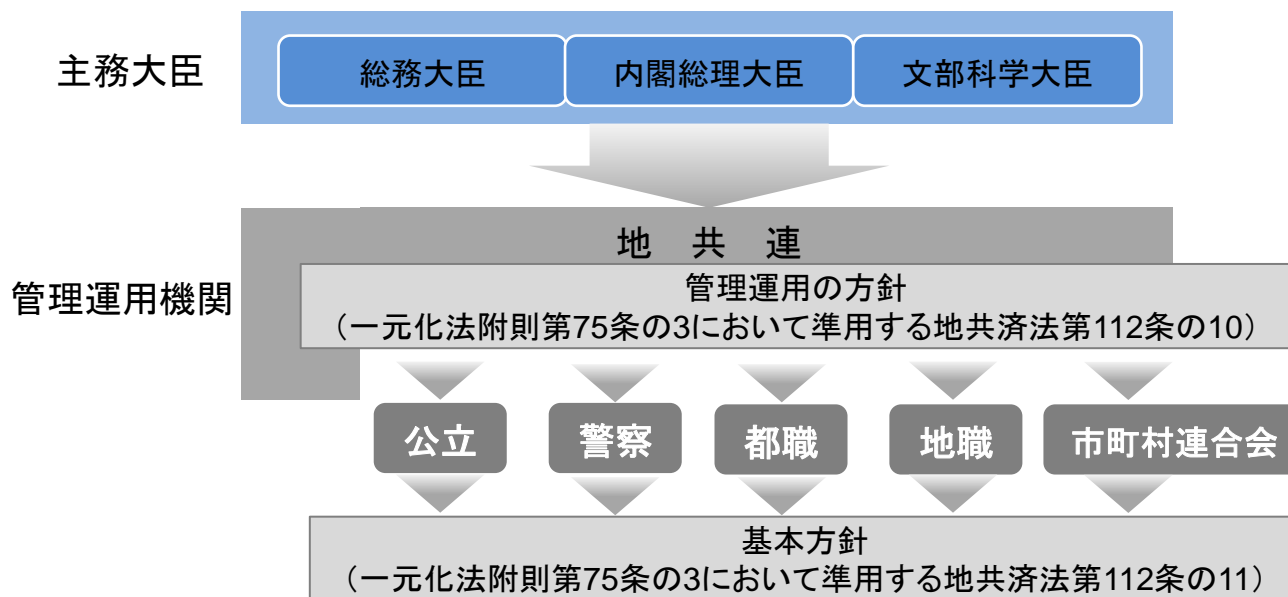 主務大臣
総務大臣
内閣総理大臣
文部科学大臣
地 共 連
管理運用機関
管理運用の方針
(一元化法附則第75条の3において準用する地共済法第112条の10)
公立
警察
都職
地職
市町村連合会
基本方針
(一元化法附則第75条の3において準用する地共済法第112条の11)